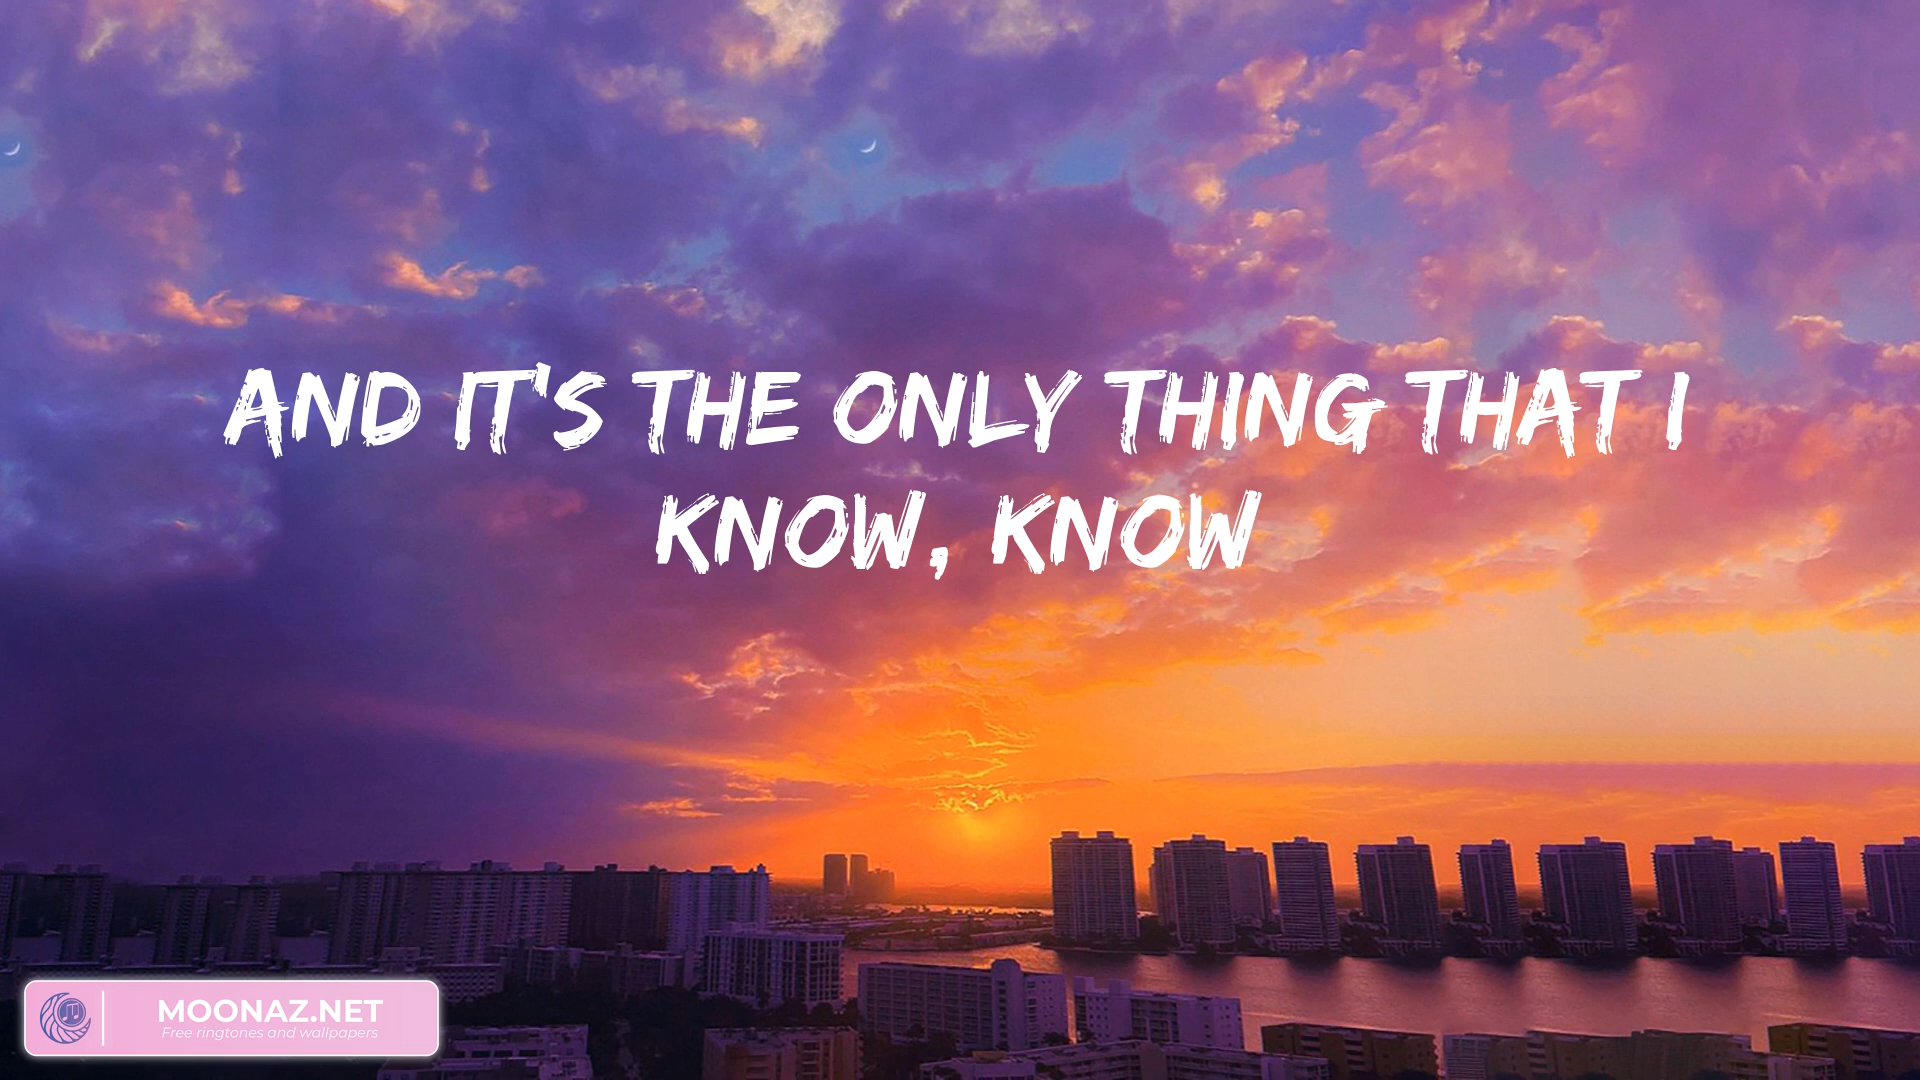 AND IT'S THE ONLY THING THAT I
KNOW, KNOW
MOONAZ.NET
Free ringtones and wallpapers